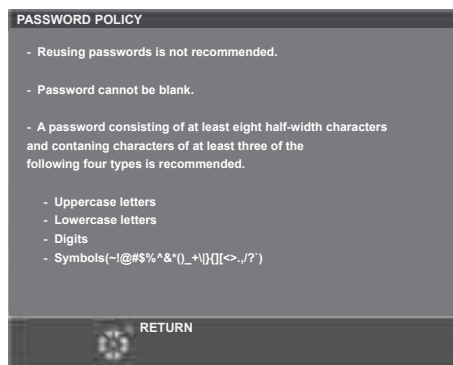 PASSWORD POLICY
- Reusing passwords is not recommended.
- Password cannot be blank.
- A password consisting of at least eight half-width characters
and contaning characters of at least three of the
following four types is recommended.
- Uppercase letters
- Lowercase letters
- Digits
- Symbols(~!@#$%^&*()_+\|}{][<>.,/?`)
RETURN